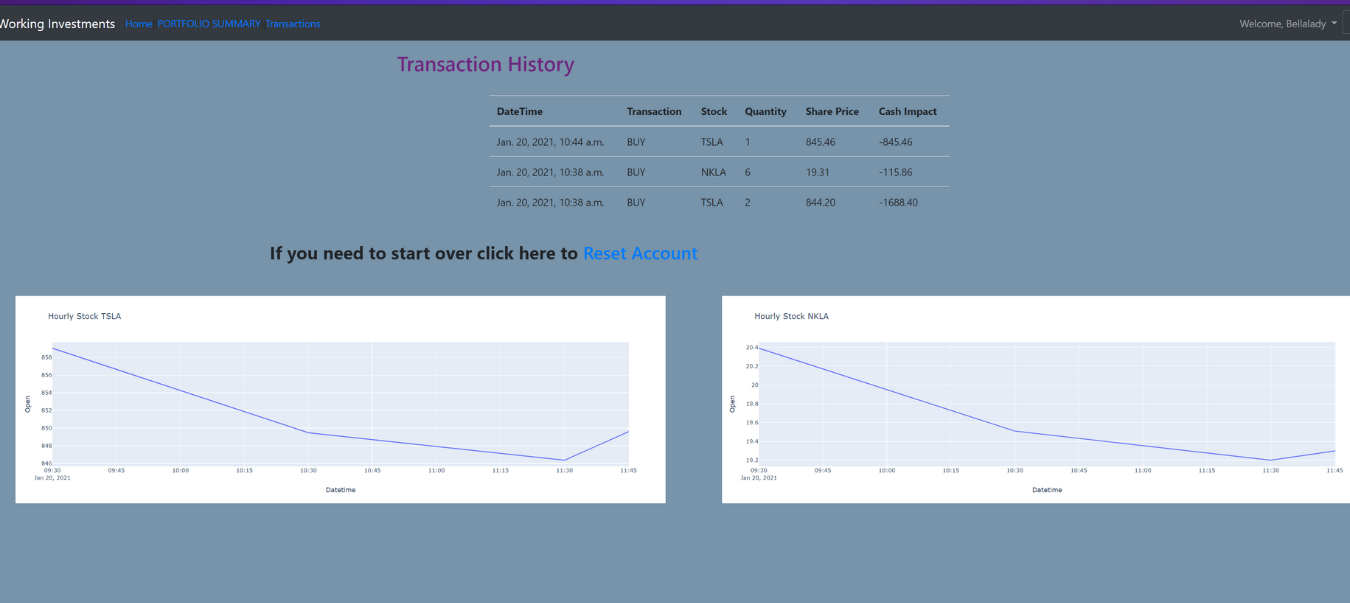 Working Investments Home PORTFOLIO SUMMARY Transactions Welcome, Bellalady
Transaction History
DateTime Transaction Stock Quantity Share Price Cash Impact
Jan. 20, 2021, 10:44 a.m. BUY TSLA 1 845.46 -845.46
Jan. 20, 2021, 10:38 a.m. BUY NKLA 6 19.31 -115.86
Jan. 20, 2021, 10:38 a.m. BUY TSLA 2 844.20 -1688.40
If you need to start over click here to Reset Account
Hourly Stock TSLA
858
856
854
852
850
848
846
Open
09:30 09:45 10:00 10:15 10:30 10:45 11:00 11:15 11:30 11:45
Jan 20, 2021
Datetime
Hourly Stock NKLA
20.4
20.2
20
19.8
19.6
19.4
19.2
Open
09:30 09:45 10:00 10:15 10:30 10:45 11:00 11:15 11:30 11:45
Jan 20, 2021
Datetime